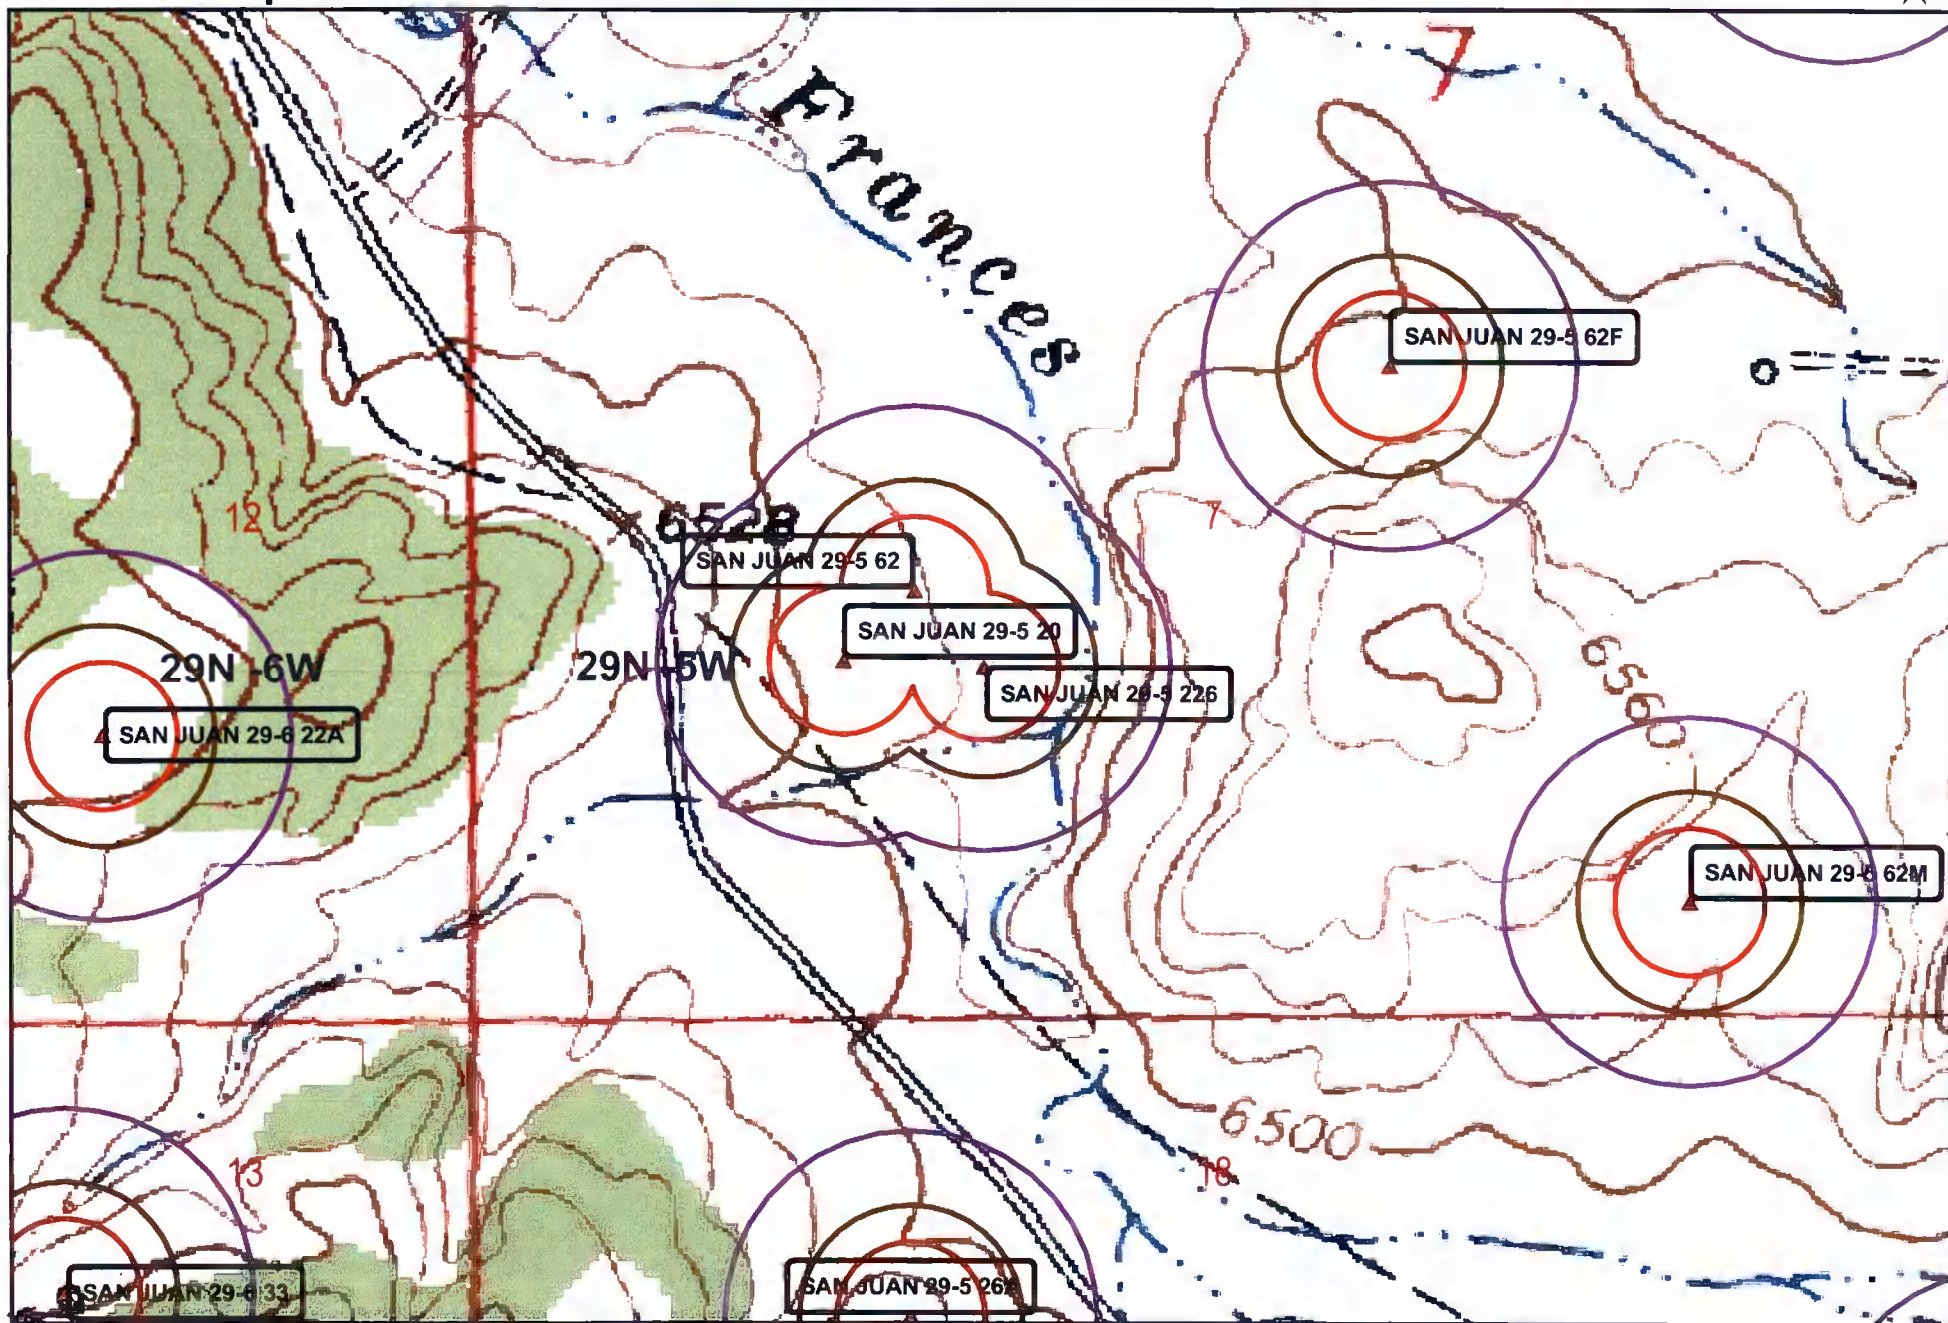 7
Frances
SAN JUAN 29-5 62F
12
7
6528
SAN JUAN 29-5 62
SAN JUAN 29-5 20
29N -6W
29N -5W
SAN JUAN 29-5 226
6560
SAN JUAN 29-6 22A
SAN JUAN 29-5 62M
6500
13
18
SAN JUAN 29-6 33
SAN JUAN 29-5